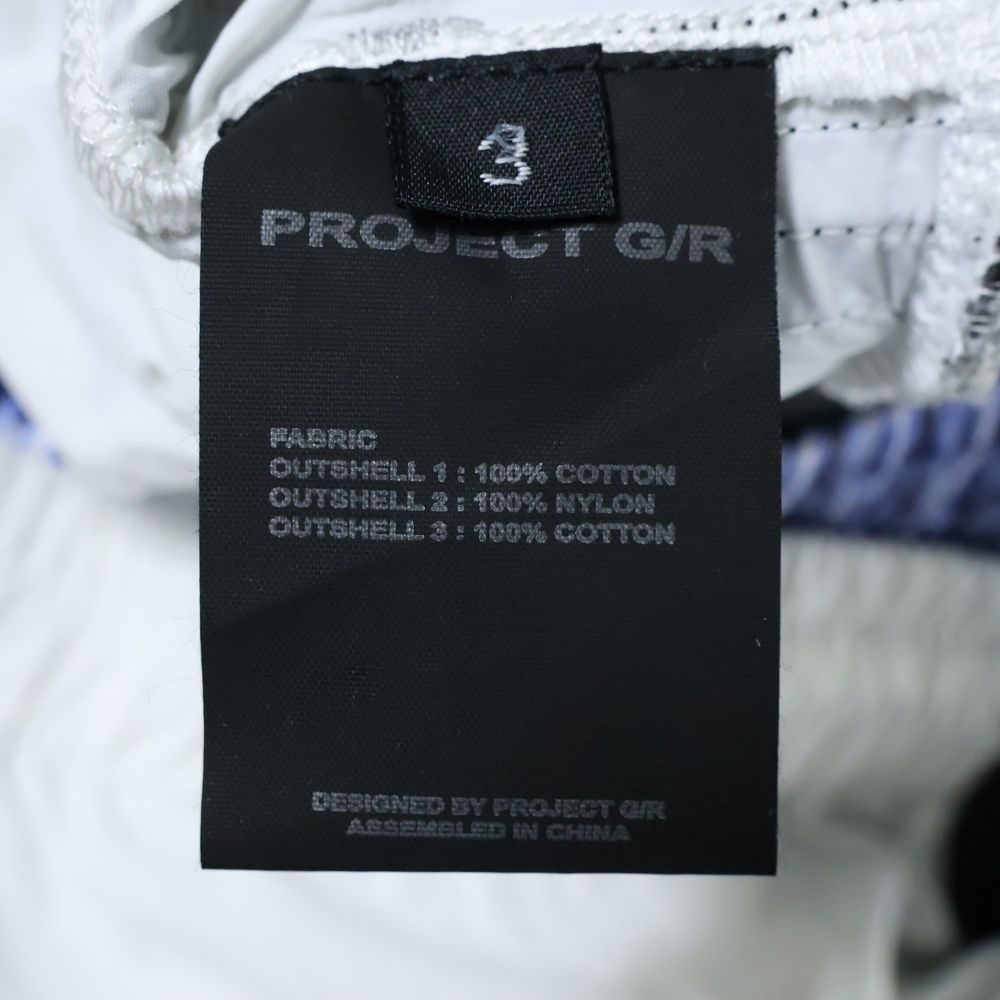 3
PROJECT G/R
FABRIC
OUTSHELL 1 : 100% COTTON
OUTSHELL 2 : 100% NYLON
OUTSHELL 3 : 100% COTTON
DESIGNED BY PROJECT G/R
ASSEMBLED IN CHINA